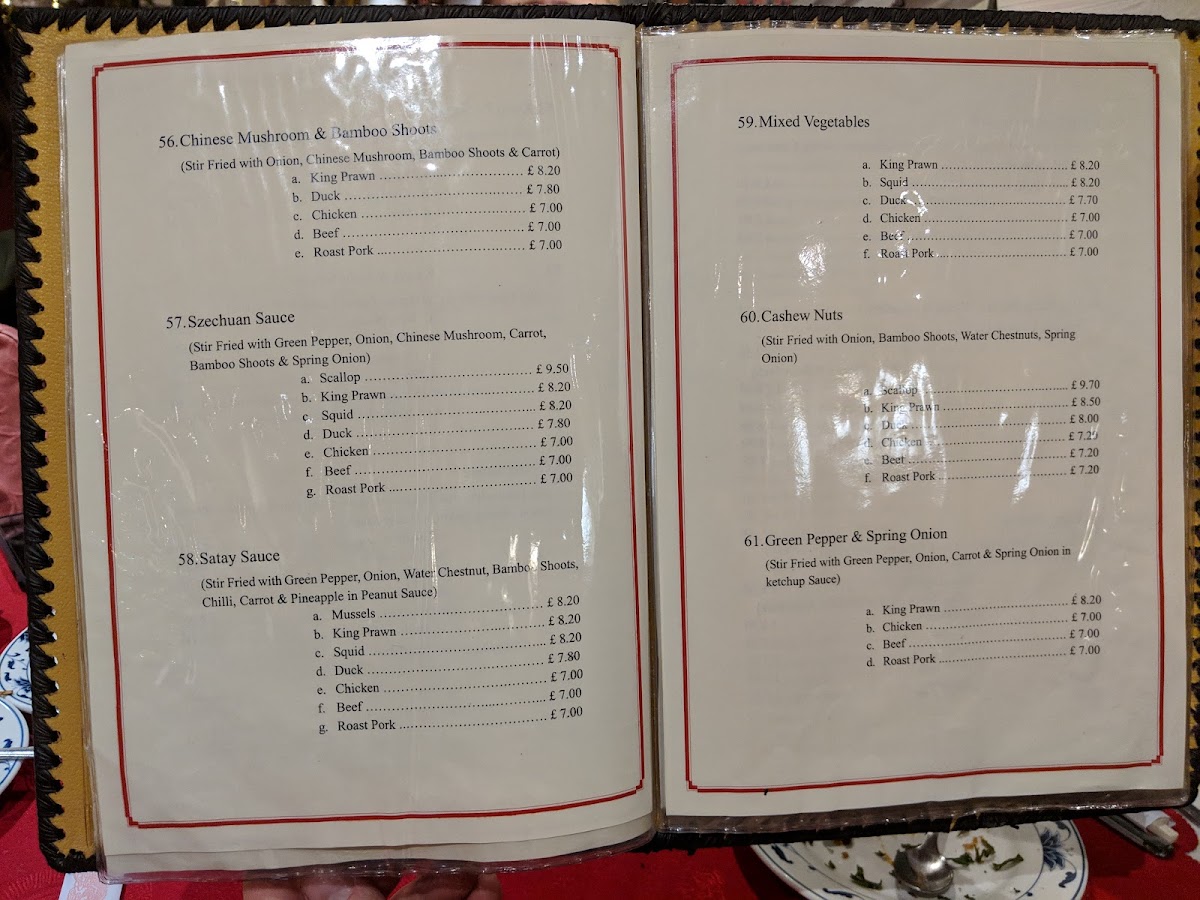 56.Chinese Mushroom & Bamboo Shoots
(Stir Fried with Onion, Chinese Mushroom, Bamboo Shoots & Carrot)
a. King Prawn ................................ £ 8.20
b. Duck ................................ £ 7.80
c. Chicken ................................ £ 7.00
d. Beef ................................ £ 7.00
e. Roast Pork ................................ £ 7.00
57.Szechuan Sauce
(Stir Fried with Green Pepper, Onion, Chinese Mushroom, Carrot,
Bamboo Shoots & Spring Onion)
a. Scallop ................................ £ 9.50
b. King Prawn ................................ £ 8.20
c. Squid ................................ £ 8.20
d. Duck ................................ £ 7.80
e. Chicken ................................ £ 7.00
f. Beef ................................ £ 7.00
g. Roast Pork ................................ £ 7.00
58.Satay Sauce
(Stir Fried with Green Pepper, Onion, Water Chestnut, Bamboo Shoots,
Chilli, Carrot & Pineapple in Peanut Sauce)
a. Mussels ................................ £ 8.20
b. King Prawn ................................ £ 8.20
c. Squid ................................ £ 8.20
d. Duck ................................ £ 7.80
e. Chicken ................................ £ 7.00
f. Beef ................................ £ 7.00
g. Roast Pork ................................ £ 7.00
59.Mixed Vegetables
a. King Prawn ................................ £ 8.20
b. Squid ................................ £ 8.20
c. Duck ................................ £ 7.70
d. Chicken ................................ £ 7.00
e. Beef ................................ £ 7.00
f. Roast Pork ................................ £ 7.00
60.Cashew Nuts
(Stir Fried with Onion, Bamboo Shoots, Water Chestnuts, Spring
Onion)
a. Scallop ................................ £ 9.70
b. King Prawn ................................ £ 8.50
c. Duck ................................ £ 8.00
d. Chicken ................................ £ 7.20
e. Beef ................................ £ 7.20
f. Roast Pork ................................ £ 7.20
61.Green Pepper & Spring Onion
(Stir Fried with Green Pepper, Onion, Carrot & Spring Onion in
ketchup Sauce)
a. King Prawn ................................ £ 8.20
b. Chicken ................................ £ 7.00
c. Beef ................................ £ 7.00
d. Roast Pork ................................ £ 7.00